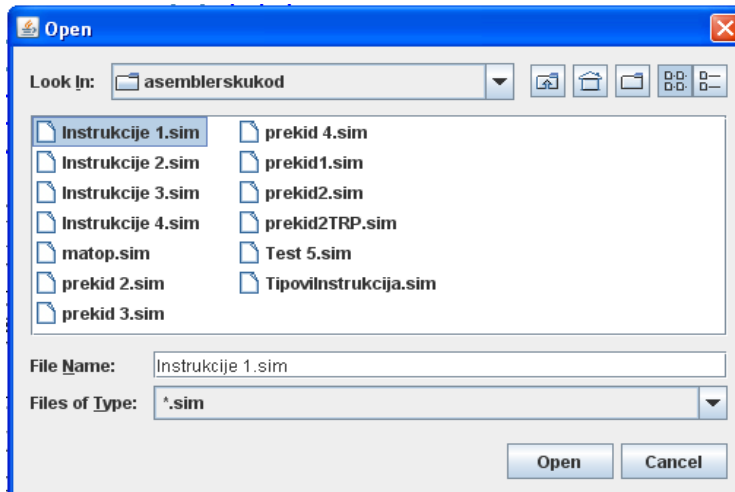 Open
Look In: asemblerskukod
Instrukcije 1.sim
Instrukcije 2.sim
Instrukcije 3.sim
Instrukcije 4.sim
matop.sim
prekid 2.sim
prekid 3.sim
prekid 4.sim
prekid1.sim
prekid2.sim
prekid2TRP.sim
Test 5.sim
TipoviInstrukcija.sim
File Name: Instrukcije 1.sim
Files of Type: *.sim
Open Cancel